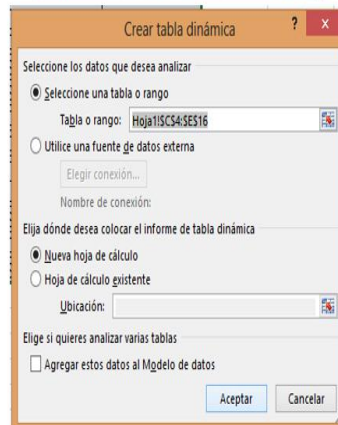 Crear tabla dinámica
? x
Seleccione los datos que desea analizar
Seleccione una tabla o rango
Tabla o rango: Hoja1!$C$4:$E$16
Utilice una fuente de datos externa
Elegir conexión...
Nombre de conexión:
Elija dónde desea colocar el informe de tabla dinámica
Nueva hoja de cálculo
Hoja de cálculo existente
Ubicación:
Elige si quieres analizar varias tablas
Agregar estos datos al Modelo de datos
Aceptar Cancelar